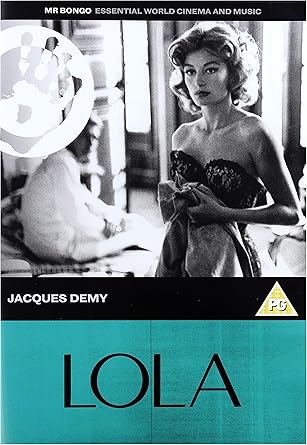 MR BONGO ESSENTIAL WORLD CINEMA AND MUSIC
JACQUES DEMY
PG
LOLA